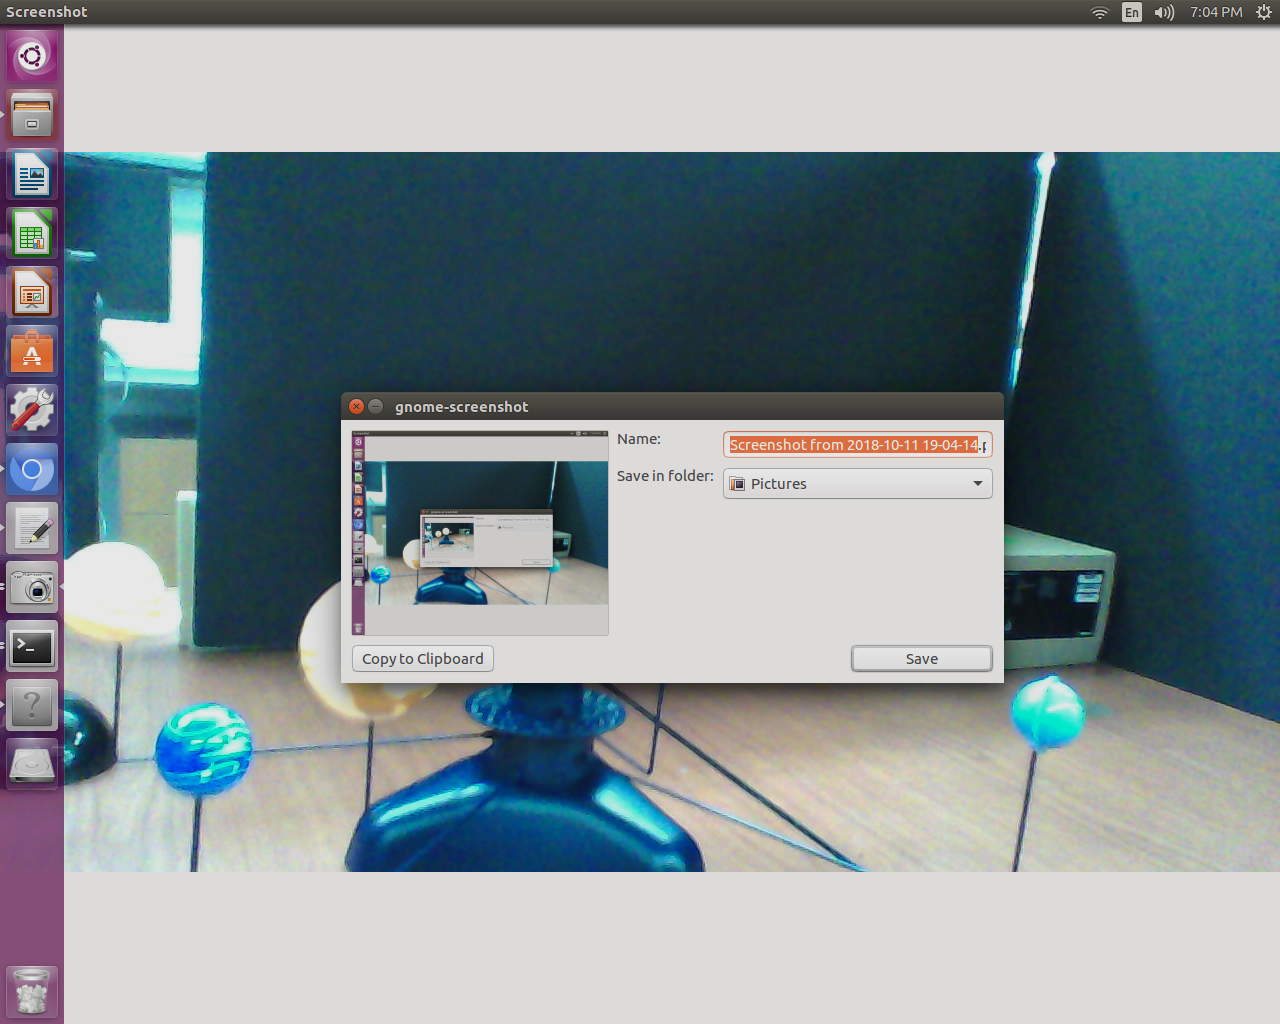 Screenshot
En
7:04 PM
gnome-screenshot
Name:
Screenshot from 2018-10-11 19-04-14.p
Save in folder:
Pictures
Copy to Clipboard
Save